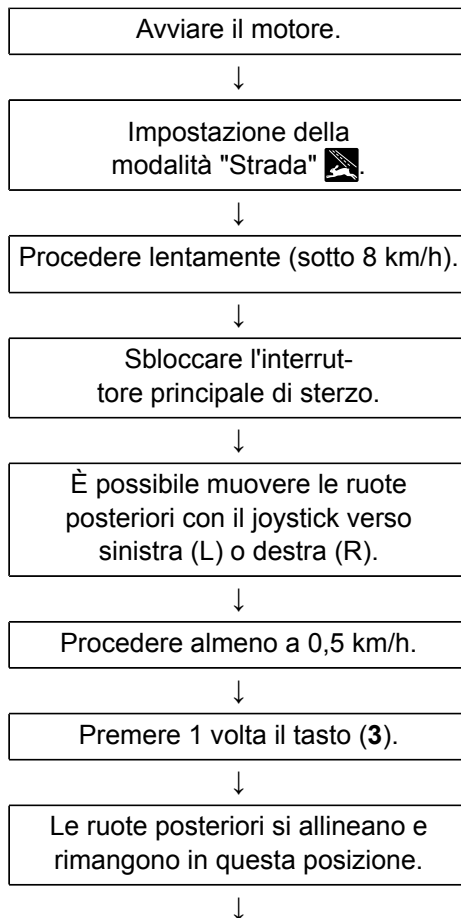 Avviare il motore.
↓
Impostazione della
modalità "Strada" .
↓
Procedere lentamente (sotto 8 km/h).
↓
Sbloccare l'interrut-
tore principale di sterzo.
↓
È possibile muovere le ruote
posteriori con il joystick verso
sinistra (L) o destra (R).
↓
Procedere almeno a 0,5 km/h.
↓
Premere 1 volta il tasto (3).
↓
Le ruote posteriori si allineano e
rimangono in questa posizione.
↓